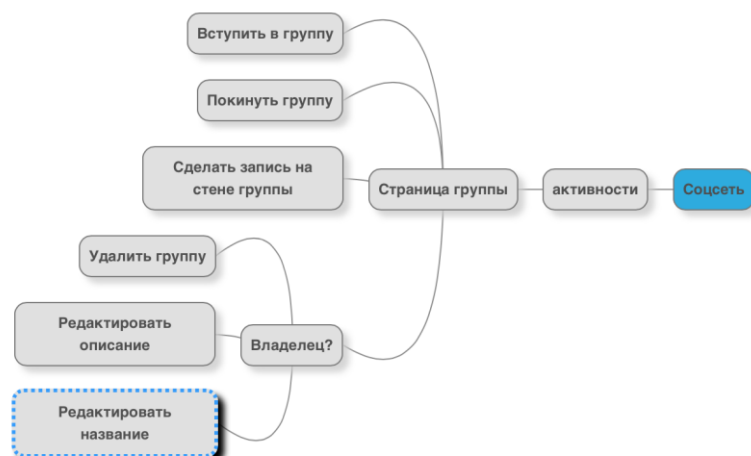 Вступить в группу
Покинуть группу
Сделать запись на
стене группы
Страница группы
активности
Соцсеть
Удалить группу
Редактировать
описание
Владелец?
Редактировать
название